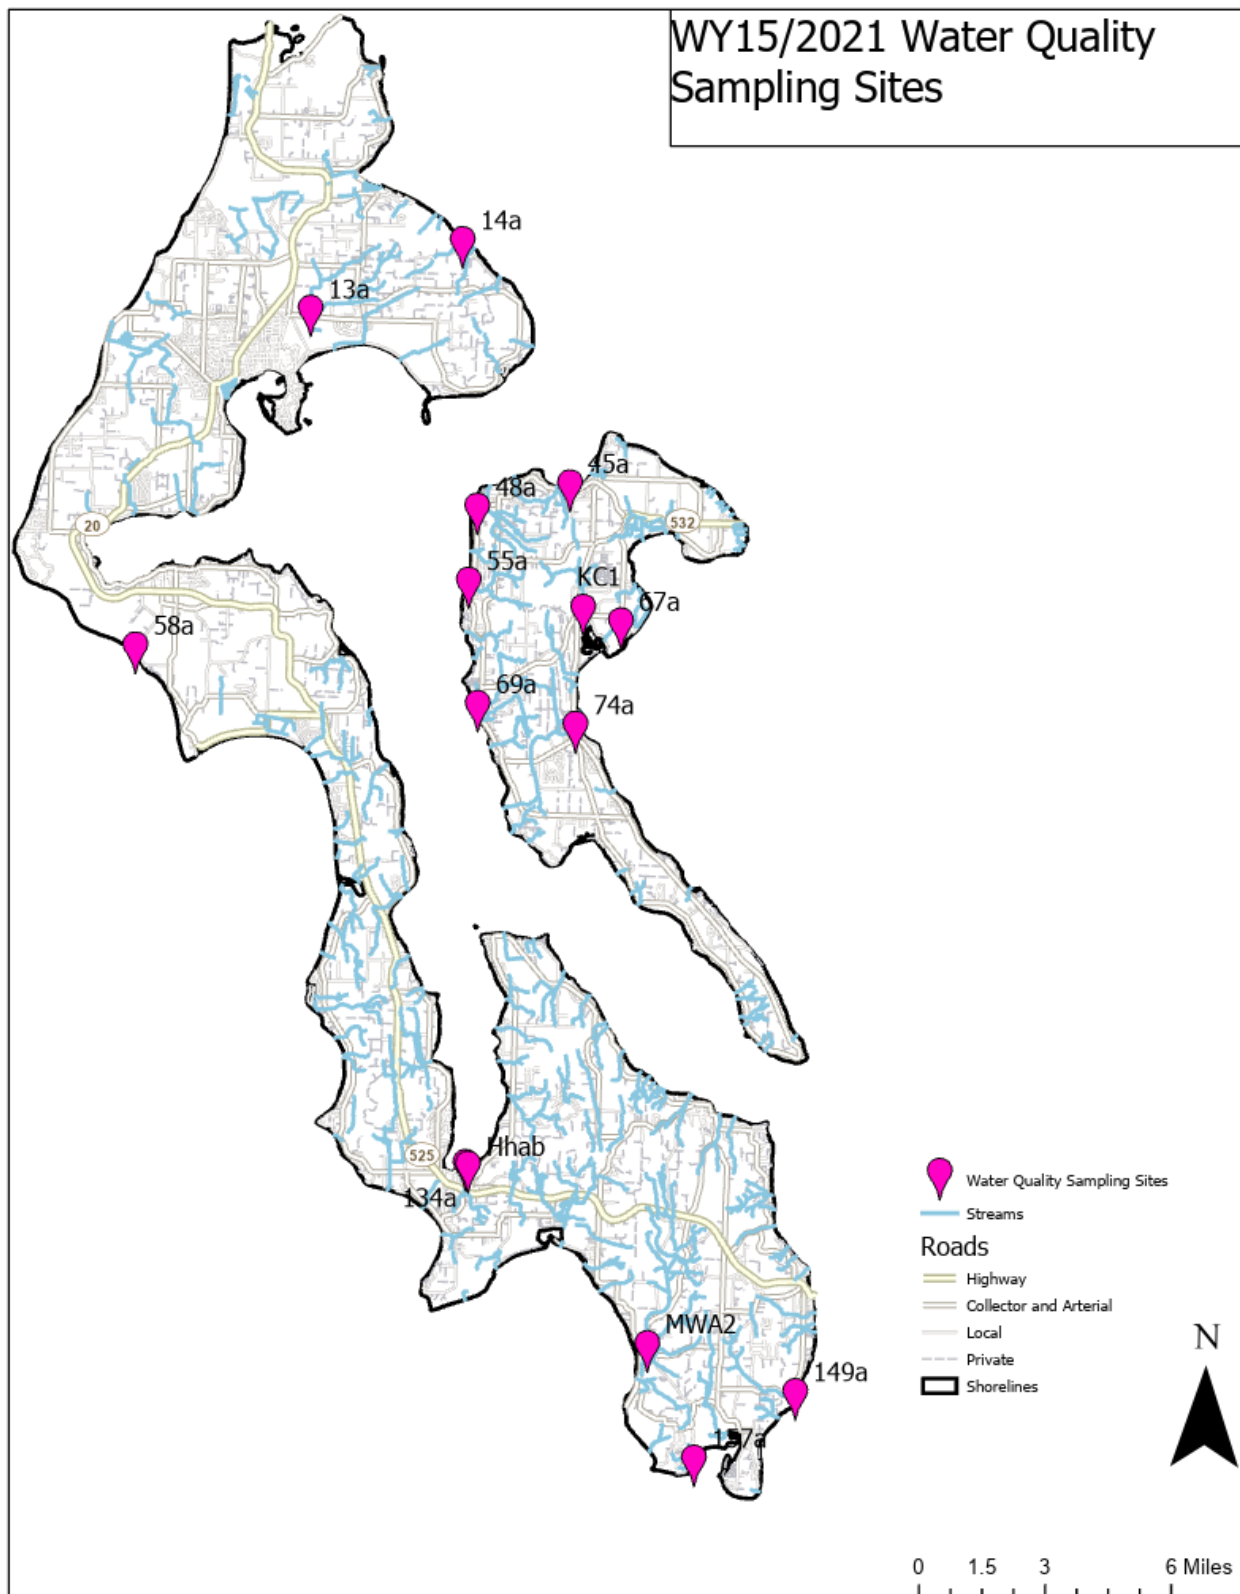 WY15/2021 Water Quality
Sampling Sites
14a
13a
45a
48a
532
20
55a
KC1
67a
58a
69a
74a
Hhab
525
134a
Water Quality Sampling Sites
Streams
Roads
Highway
Collector and Arterial
Local
Private
Shorelines
MWA2
N
149a
157a
0 1.5 3 6 Miles